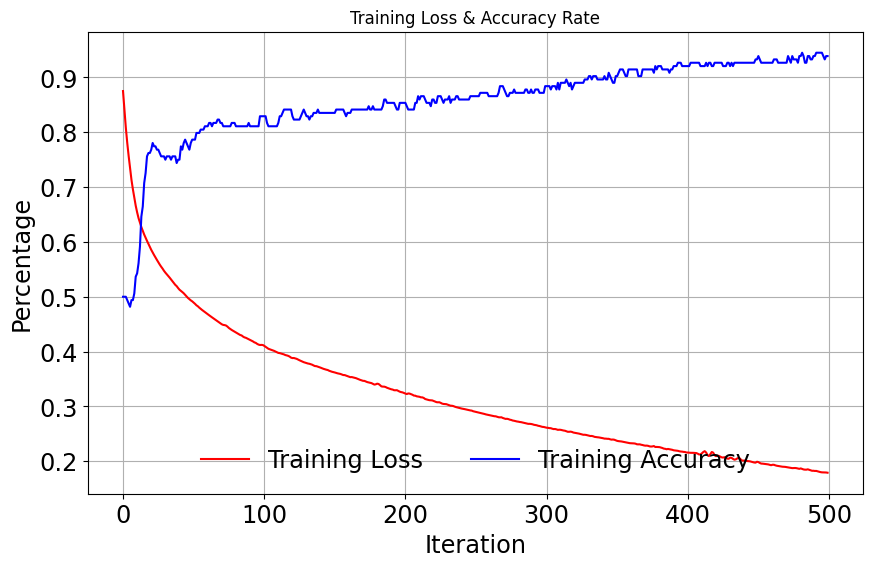 Training Loss & Accuracy Rate
Percentage
0.9
0.8
0.7
0.6
0.5
0.4
0.3
0.2
Training Loss Training Accuracy
0 100 200 300 400 500
Iteration